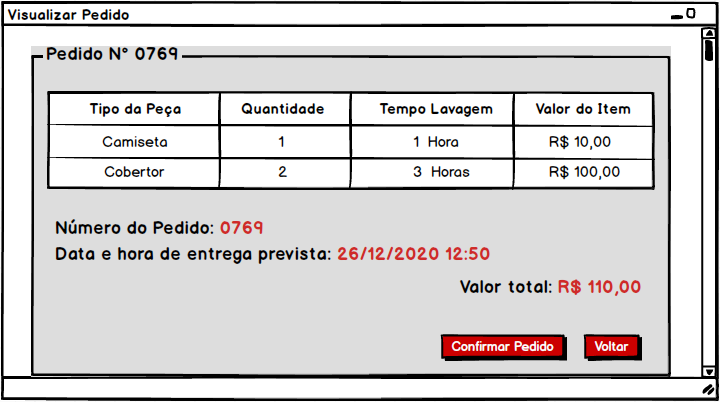 Visualizar Pedido
Pedido N° 0769
Tipo da Peça Quantidade Tempo Lavagem Valor do Item
Camiseta 1 1 Hora R$ 10,00
Cobertor 2 3 Horas R$ 100,00
Número do Pedido: 0769
Data e hora de entrega prevista: 26/12/2020 12:50
Valor total: R$ 110,00
Confirmar Pedido Voltar